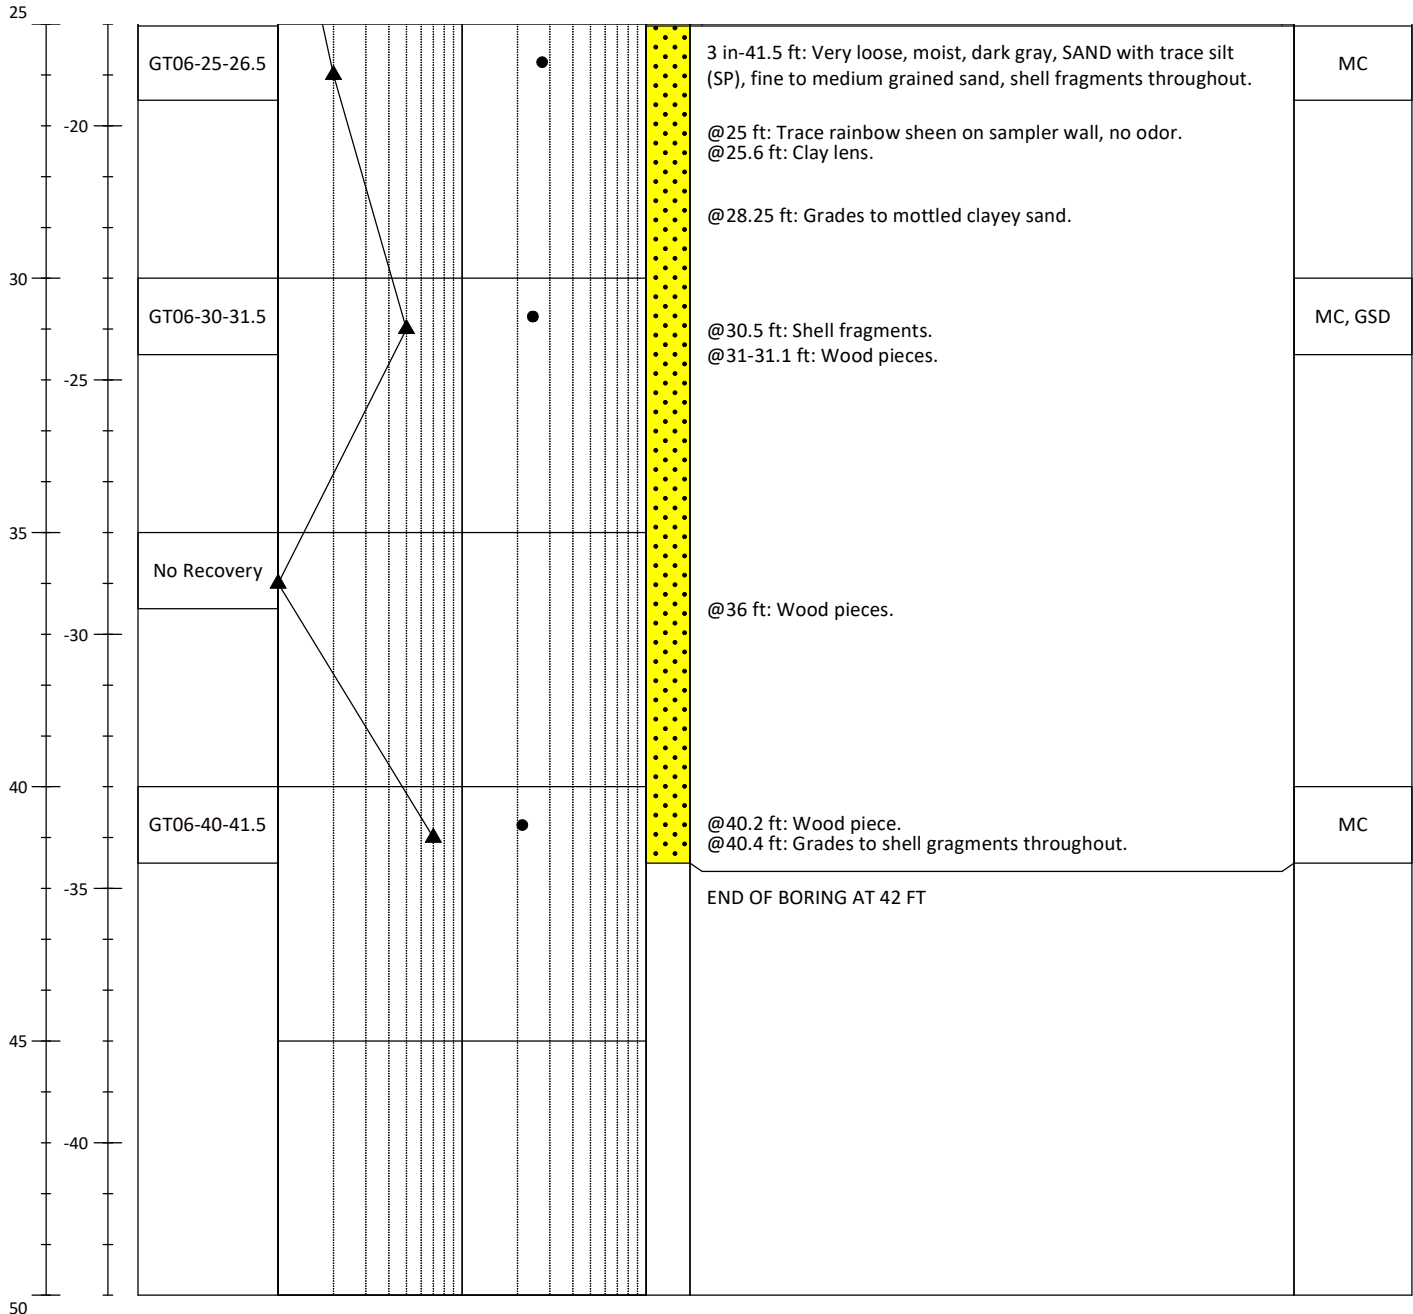 25
GT06-25-26.5
3 in-41.5 ft: Very loose, moist, dark gray, SAND with trace silt
(SP), fine to medium grained sand, shell fragments throughout.
MC
-20
@25 ft: Trace rainbow sheen on sampler wall, no odor.
@25.6 ft: Clay lens.
@28.25 ft: Grades to mottled clayey sand.
30
GT06-30-31.5
MC, GSD
@30.5 ft: Shell fragments.
@31-31.1 ft: Wood pieces.
-25
35
No Recovery
@36 ft: Wood pieces.
-30
40
GT06-40-41.5
@40.2 ft: Wood piece.
MC
@40.4 ft: Grades to shell gragments throughout.
-35
END OF BORING AT 42 FT
45
-40
50